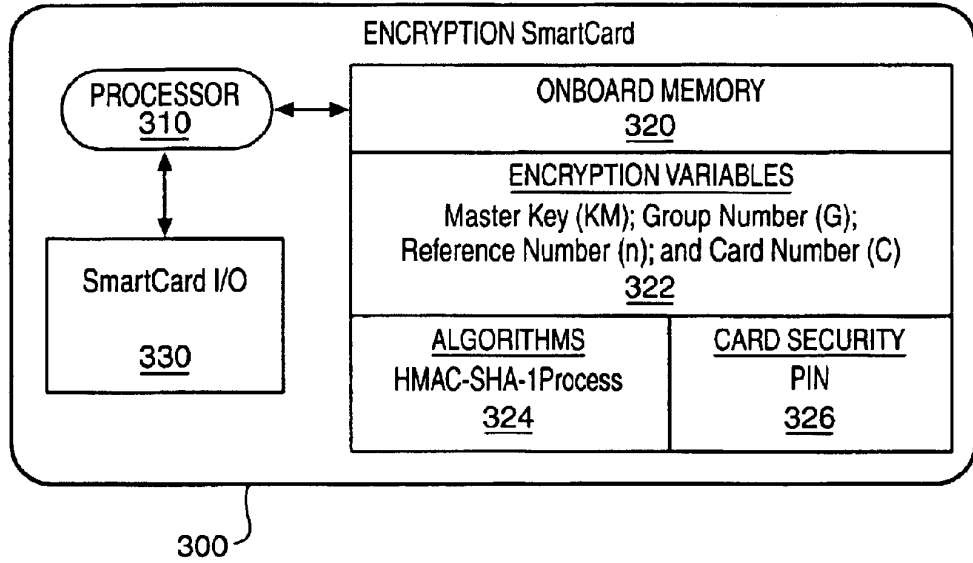 ENCRYPTION SmartCard
PROCESSOR
310
SmartCard I/O
330
ONBOARD MEMORY
320
ENCRYPTION VARIABLES
Master Key (KM); Group Number (G);
Reference Number (n); and Card Number (C)
322
ALGORITHMS
HMAC-SHA-1Process
324
CARD SECURITY
PIN
326
300